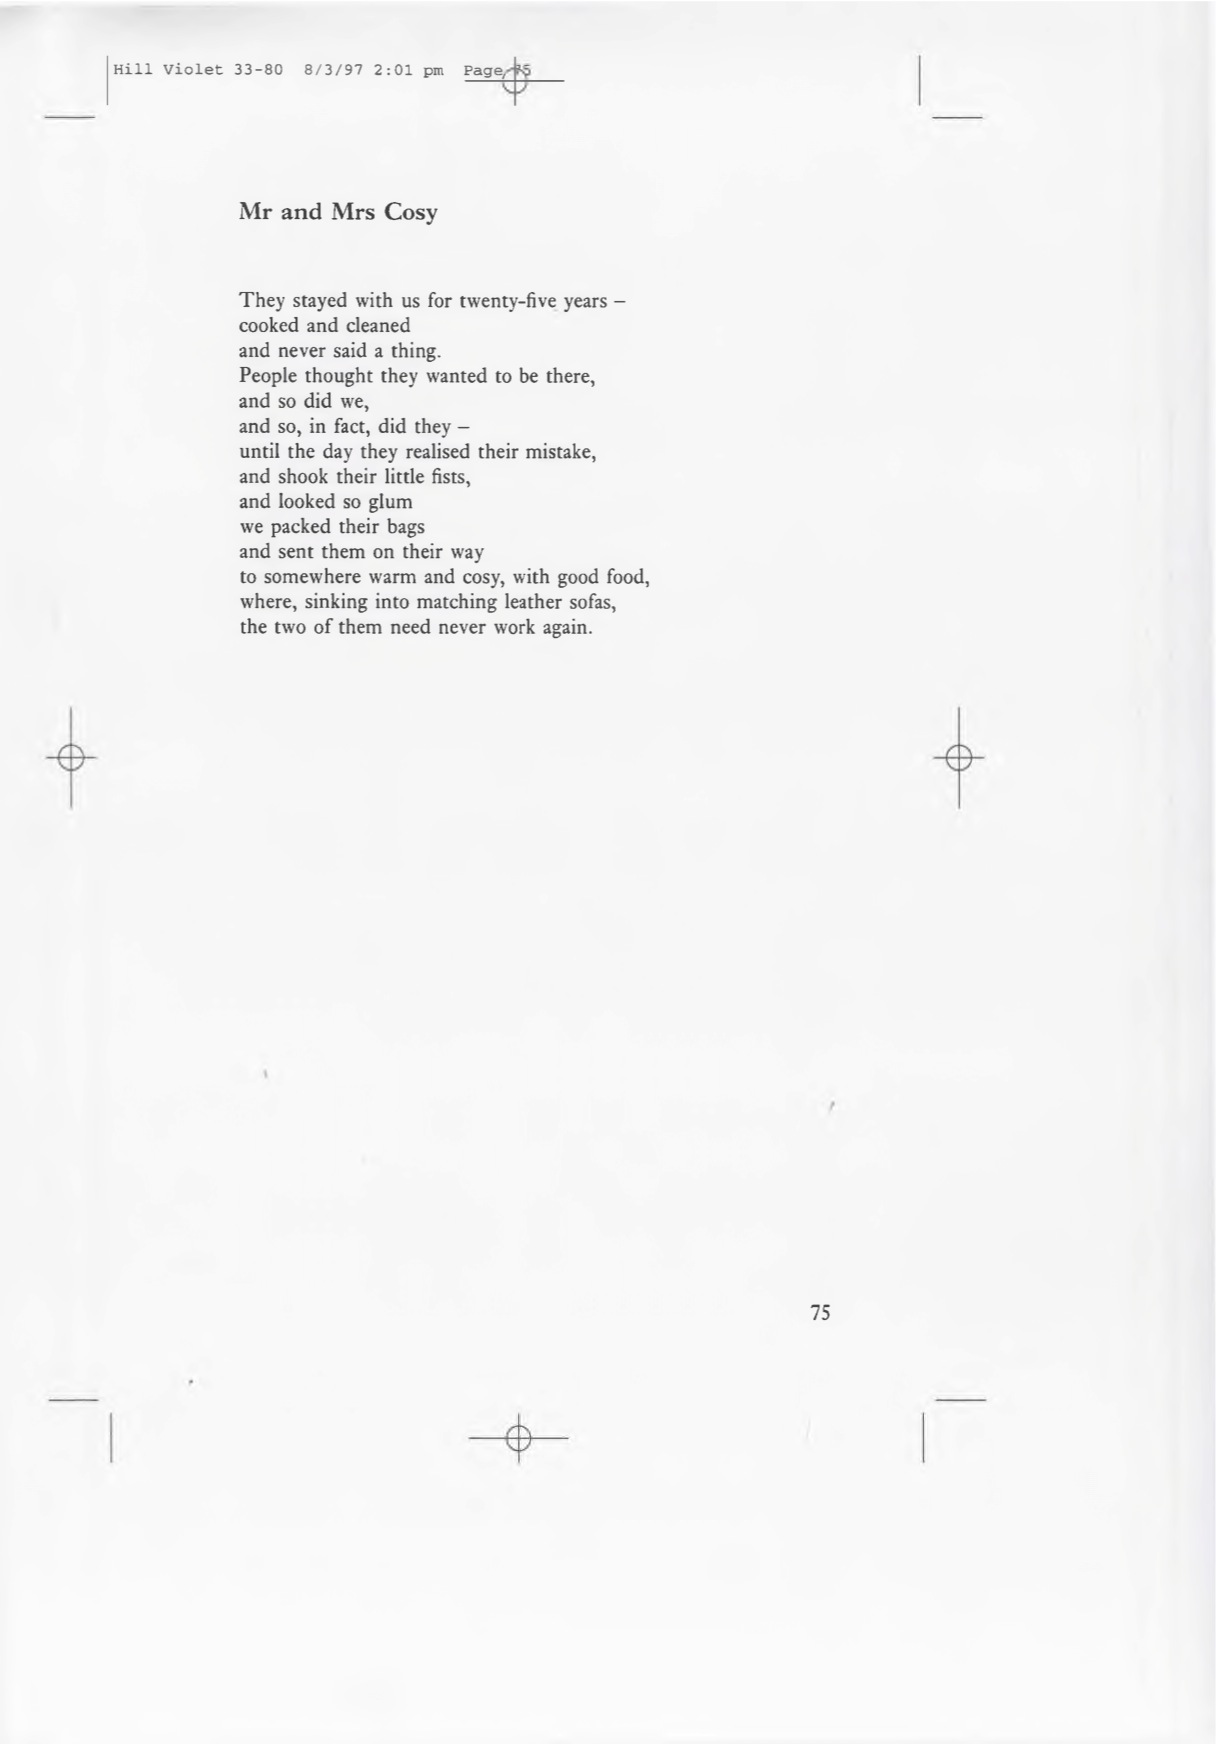 Hill Violet 33-80 8/3/97 2:01 pm Page 75
Mr and Mrs Cosy
They stayed with us for twenty-five years –
cooked and cleaned
and never said a thing.
People thought they wanted to be there,
and so did we,
and so, in fact, did they –
until the day they realised their mistake,
and shook their little fists,
and looked so glum
we packed their bags
and sent them on their way
to somewhere warm and cosy, with good food,
where, sinking into matching leather sofas,
the two of them need never work again.
75